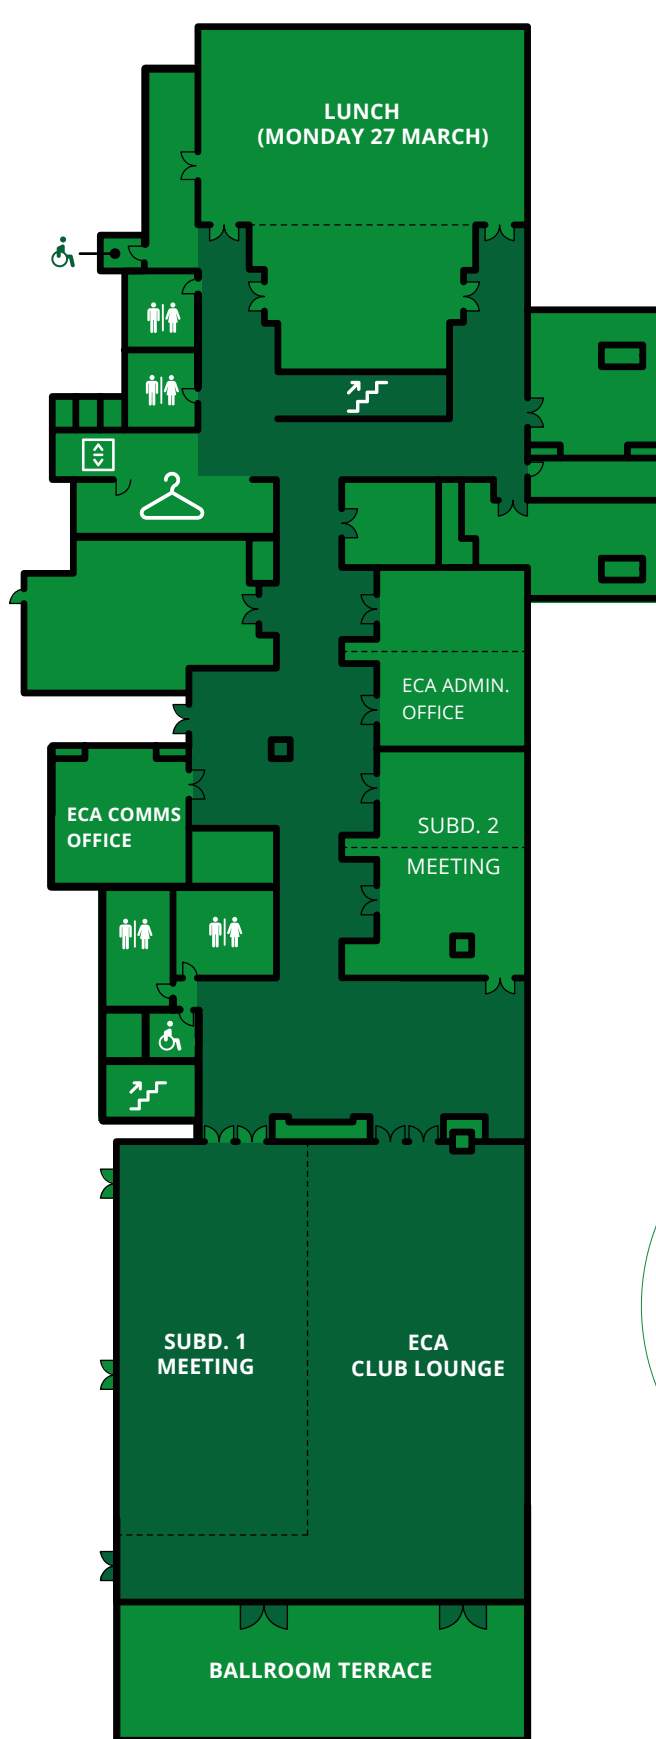 LUNCH
(MONDAY 27 MARCH)
ECA ADMIN.
OFFICE
ECA COMMS
OFFICE
SUBD. 2
MEETING
SUBD. 1
MEETING
ECA
CLUB LOUNGE
BALLROOM TERRACE